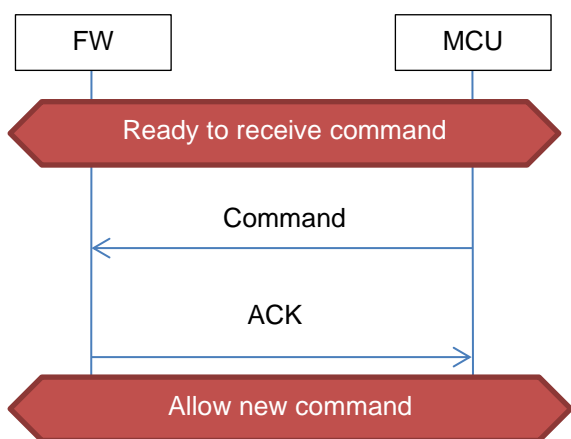 FW
MCU
Ready to receive command
Command
ACK
Allow new command